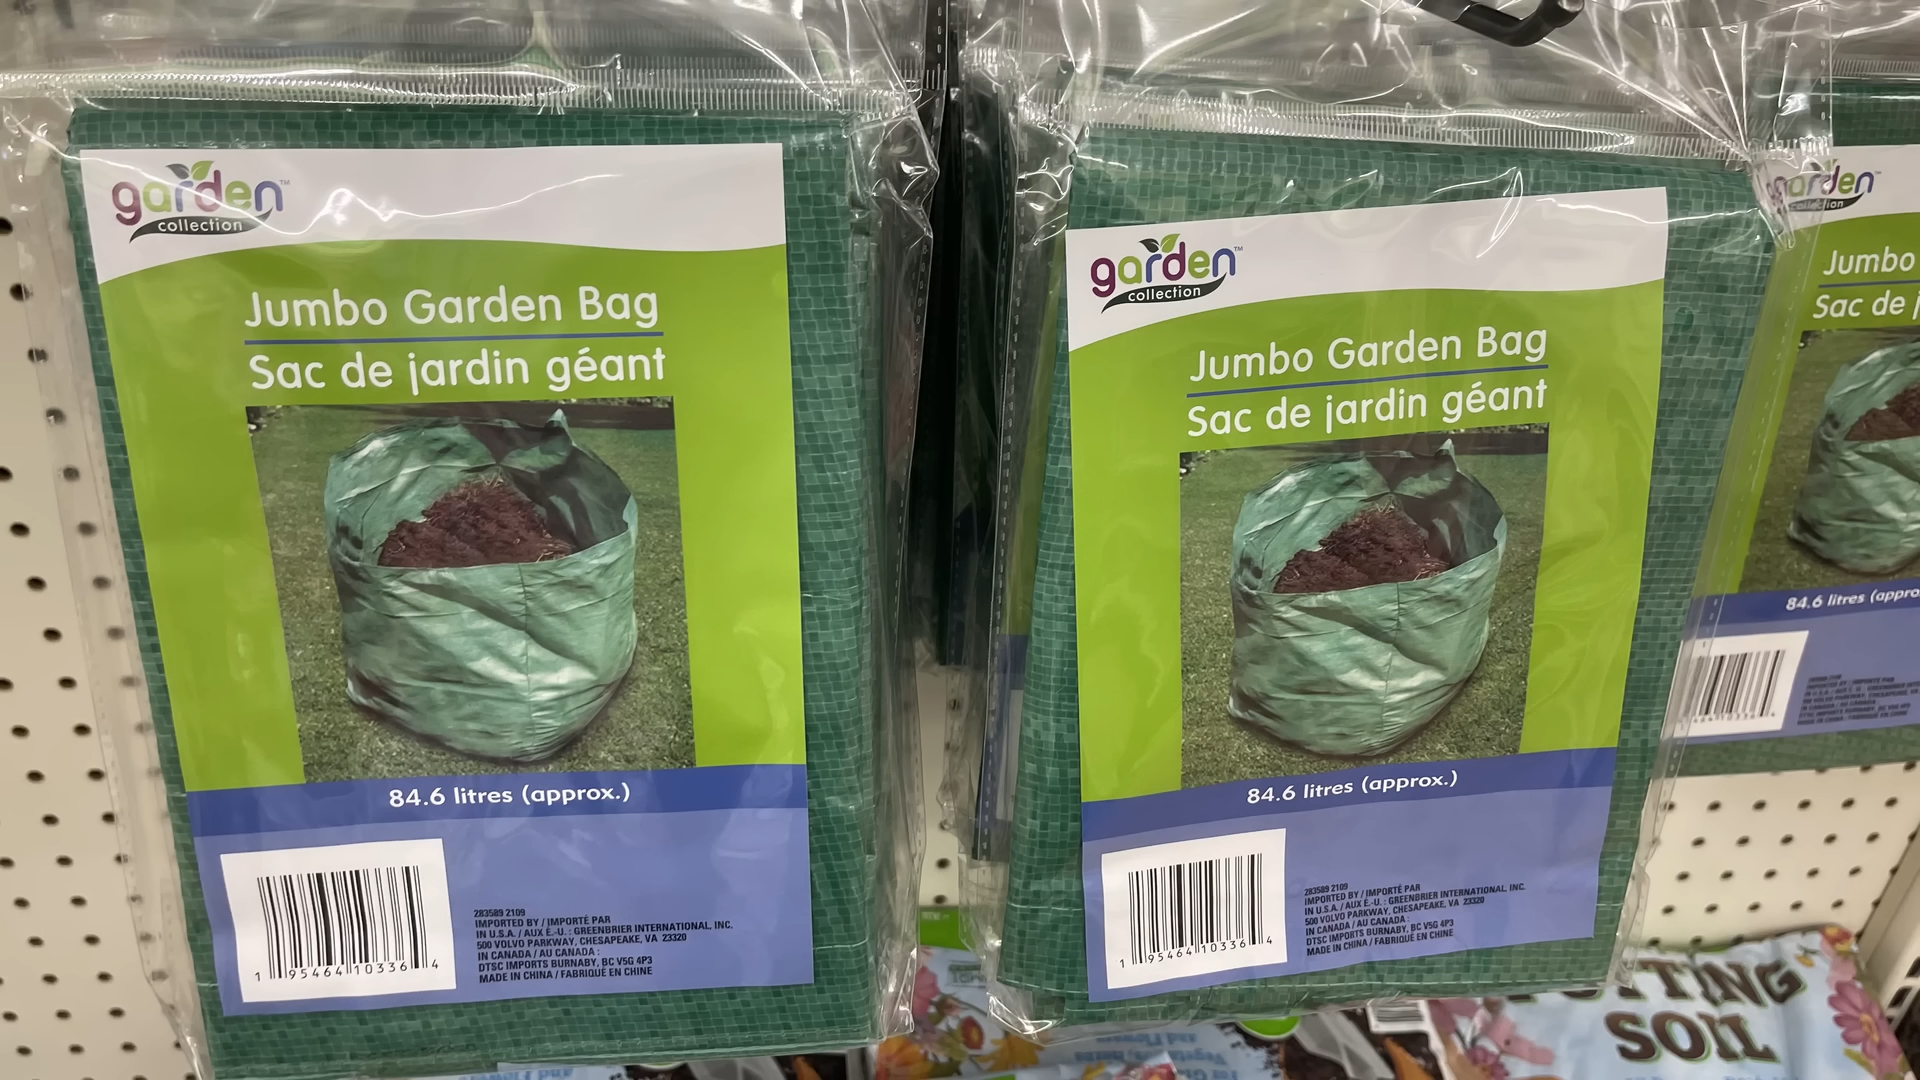 garden™
collection
Jumbo Garden Bag
Sac de jardin géant
84.6 litres (approx.)
1 95464 10336 4
283589 2109
IMPORTED BY / IMPORTÉ PAR
IN U.S.A. / AUX É.-U. : GREENBRIER INTERNATIONAL, INC.
500 VOLVO PARKWAY, CHESAPEAKE, VA 23320
IN CANADA / AU CANADA :
DTSC IMPORTS BURNABY, BC V5G 4P3
MADE IN CHINA / FABRIQUÉ EN CHINE
garden™
collection
Jumbo Garden Bag
Sac de jardin géant
84.6 litres (approx.)
1 95464 10336 4
283589 2109
IMPORTED BY / IMPORTÉ PAR
IN U.S.A. / AUX É.-U. : GREENBRIER INTERNATIONAL, INC.
500 VOLVO PARKWAY, CHESAPEAKE, VA 23320
IN CANADA / AU CANADA :
DTSC IMPORTS BURNABY, BC V5G 4P3
MADE IN CHINA / FABRIQUÉ EN CHINE
garden™
collection
Jumbo
Sac de j
84.6 litres (appro
SOIL